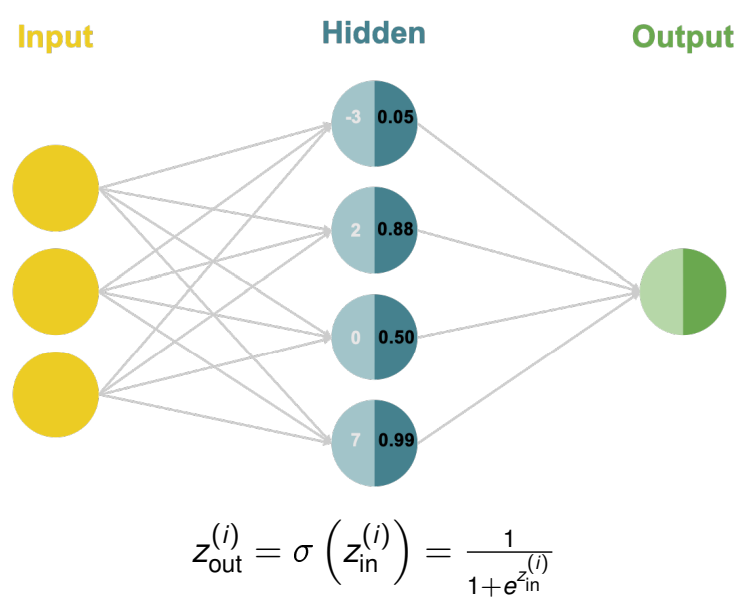 Input
Hidden
Output
-3 0.05
2 0.88
0 0.50
7 0.99
z_out^(i) = σ (z_in^(i)) = 1 / (1+e^(z_in^(i)))